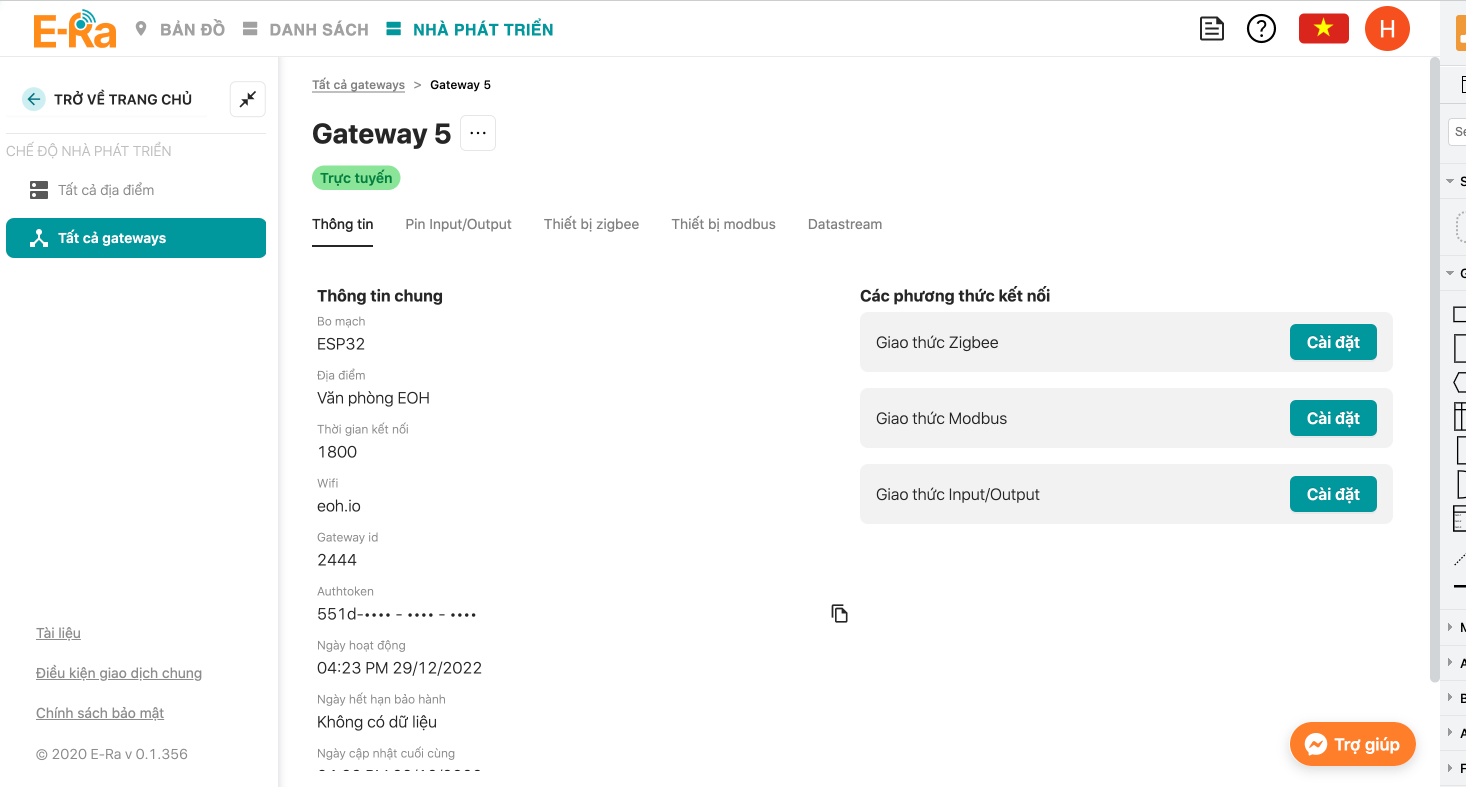 E-Ra
BẢN ĐỒ
DANH SÁCH
NHÀ PHÁT TRIỂN
H
TRỞ VỀ TRANG CHỦ
CHẾ ĐỘ NHÀ PHÁT TRIỂN
Tất cả địa điểm
Tất cả gateways
Tài liệu
Điều kiện giao dịch chung
Chính sách bảo mật
© 2020 E-Ra v 0.1.356
Tất cả gateways > Gateway 5
Gateway 5 ...
Trực tuyến
Thông tin
Pin Input/Output
Thiết bị zigbee
Thiết bị modbus
Datastream
Thông tin chung
Bo mạch
ESP32
Địa điểm
Văn phòng EOH
Thời gian kết nối
1800
Wifi
eoh.io
Gateway id
2444
Authtoken
551d-•••• - •••• - ••••
Ngày hoạt động
04:23 PM 29/12/2022
Ngày hết hạn bảo hành
Không có dữ liệu
Ngày cập nhật cuối cùng
Các phương thức kết nối
Giao thức Zigbee
Cài đặt
Giao thức Modbus
Cài đặt
Giao thức Input/Output
Cài đặt
Trợ giúp